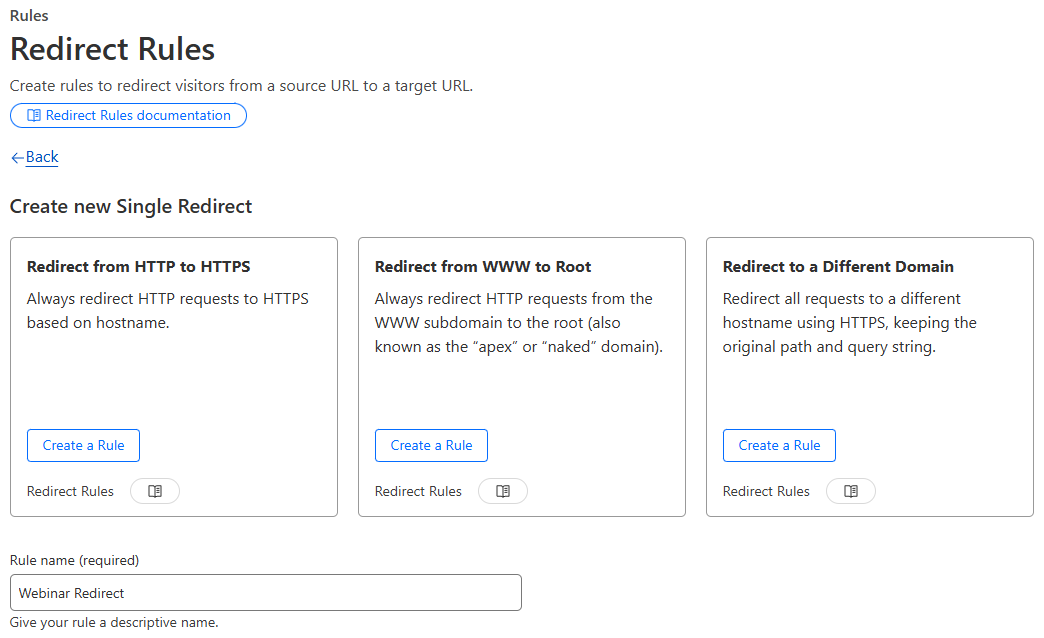 Rules
Redirect Rules
Create rules to redirect visitors from a source URL to a target URL.
Redirect Rules documentation
Back
Create new Single Redirect
Redirect from HTTP to HTTPS
Always redirect HTTP requests to HTTPS
based on hostname.
Create a Rule
Redirect Rules
Redirect from WWW to Root
Always redirect HTTP requests from the
WWW subdomain to the root (also
known as the “apex” or “naked” domain).
Create a Rule
Redirect Rules
Redirect to a Different Domain
Redirect all requests to a different
hostname using HTTPS, keeping the
original path and query string.
Create a Rule
Redirect Rules
Rule name (required)
Webinar Redirect
Give your rule a descriptive name.